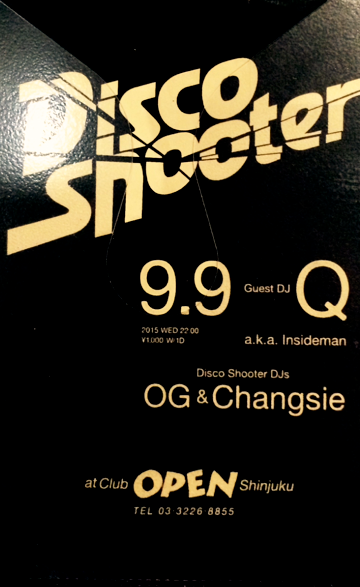 Disco
Shooter
9.9 Guest DJ Q
2015 WED 22:00
¥1,000 W/1D
a.k.a. Insideman
Disco Shooter DJs
OG & Changsie
at Club OPEN Shinjuku
TEL 03-3226-8855